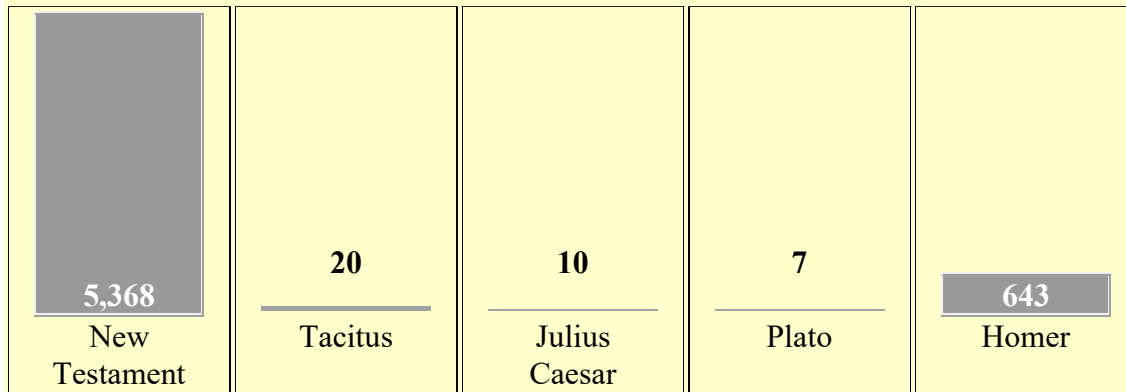 20
10
7
5,368
643
New
Testament
Tacitus
Julius
Caesar
Plato
Homer